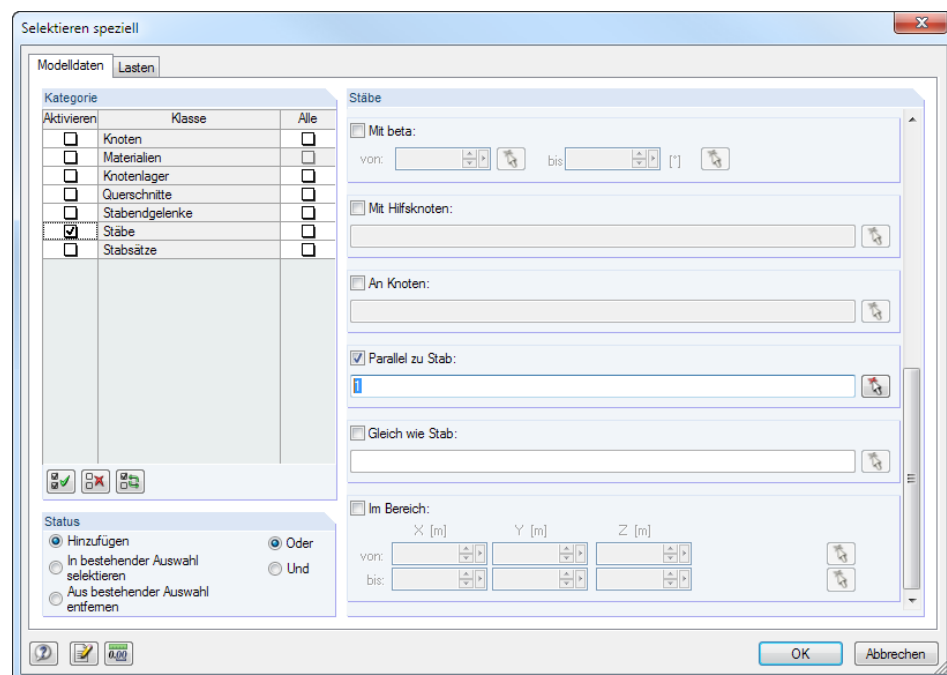 Selektieren speziell
Modelldaten Lasten
Kategorie
Aktivieren Klasse Alle
Knoten
Materialien
Knotenlager
Querschnitte
Stabendgelenke
Stäbe
Stabsätze
Status
Hinzufügen
In bestehender Auswahl
selektieren
Aus bestehender Auswahl
entfernen
Oder
Und
Stäbe
Mit beta:
von: bis [°]
Mit Hilfsknoten:
An Knoten:
Parallel zu Stab:
1
Gleich wie Stab:
Im Bereich:
X [m] Y [m] Z [m]
von:
bis:
0.00
OK Abbrechen